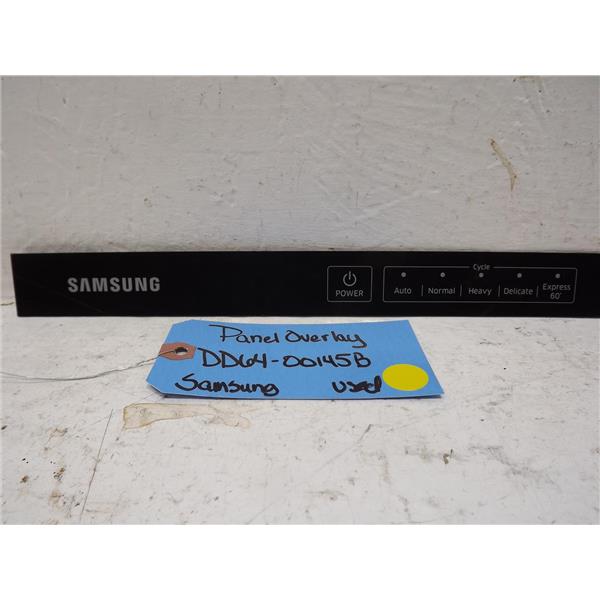 SAMSUNG
POWER
Cycle
Auto Normal Heavy Delicate Express 60'
Panel Overlay
DD64-00145B
Samsung used